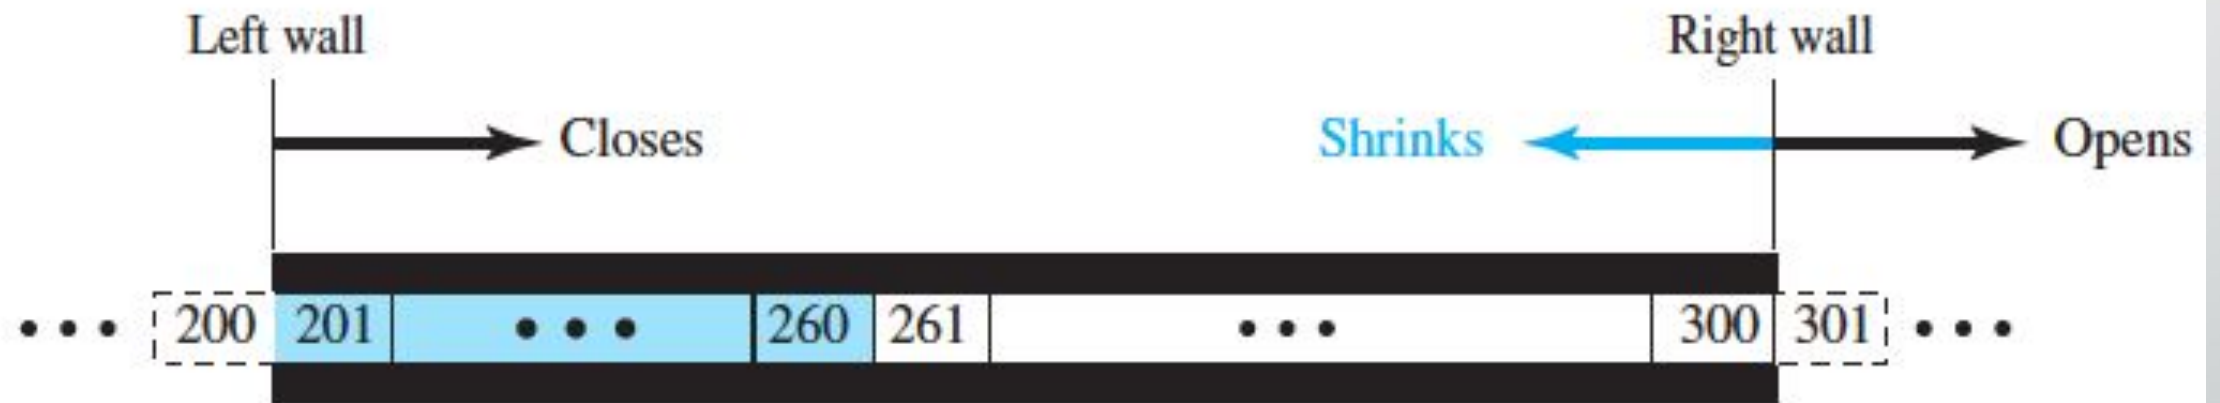 Left wall Right wall
Closes Shrinks Opens
• • • 200 201 • • • 260 261 • • • 300 301 • • •